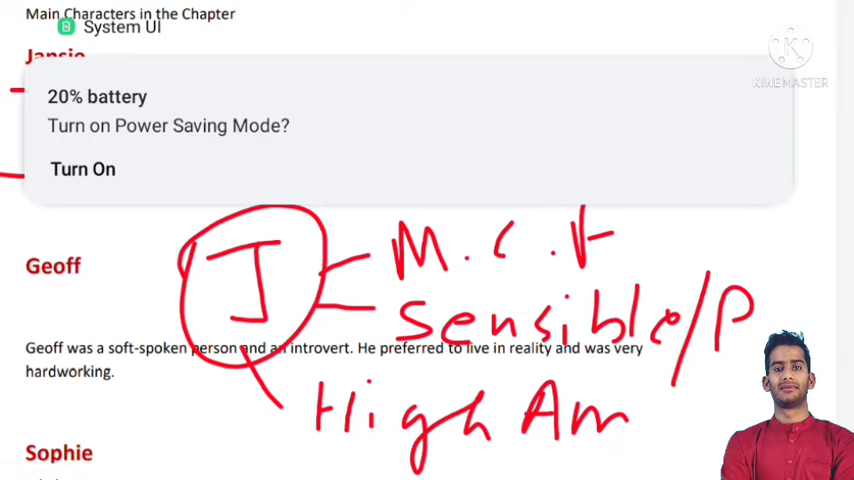 Main Characters in the Chapter
System UI
Jansie
KINEMASTER
20% battery
Turn on Power Saving Mode?
Turn On
J
M.C.F
Sensible/P
Geoff
Geoff was a soft-spoken person and an introvert. He preferred to live in reality and was very
hardworking.
High Am
Sophie